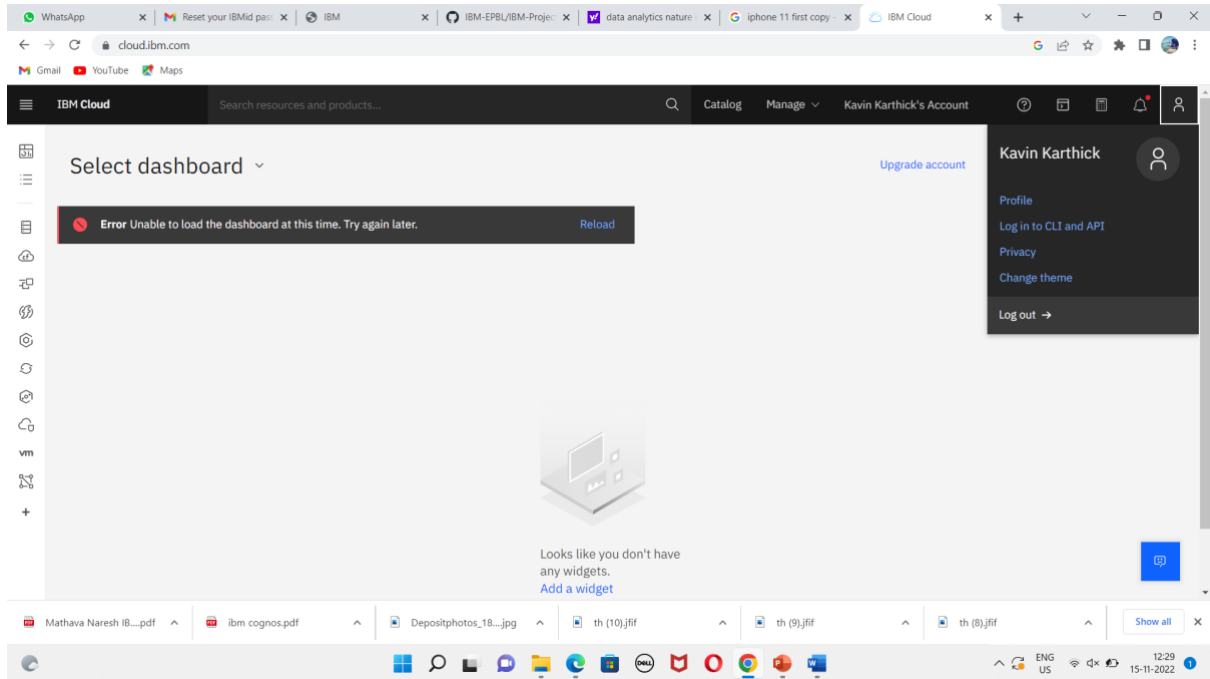 WhatsApp
Reset your IBMid pass
IBM
IBM-EPBL/IBM-Projec
data analytics nature
iphone 11 first copy -
IBM Cloud
cloud.ibm.com
Gmail
YouTube
Maps
IBM Cloud
Search resources and products...
Catalog
Manage
Kavin Karthick's Account
Select dashboard
Upgrade account
Kavin Karthick
Profile
Log in to CLI and API
Privacy
Change theme
Log out →
Error Unable to load the dashboard at this time. Try again later.
Reload
vm
Looks like you don't have
any widgets.
Add a widget
Mathava Naresh IB....pdf
ibm cognos.pdf
Depositphotos_18....jpg
th (10).jfif
th (9).jfif
th (8).jfif
Show all
DELL
ENG
US
12:29
15-11-2022
1